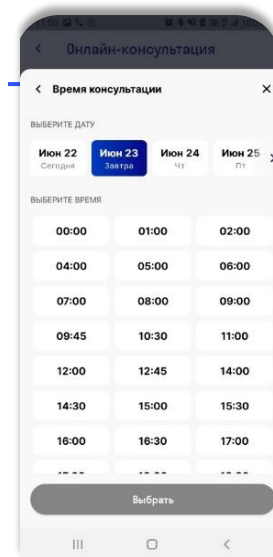 Онлайн-консультация
Время консультации
ВЫБЕРИТЕ ДАТУ
Июн 22 Июн 23 Июн 24 Июн 25
Сегодня Завтра Чт Пт
ВЫБЕРИТЕ ВРЕМЯ
00:00 01:00 02:00
04:00 05:00 06:00
07:00 08:00 09:00
09:45 10:30 11:00
12:00 12:45 14:00
14:30 15:00 15:30
16:00 16:30 17:00
Выбрать